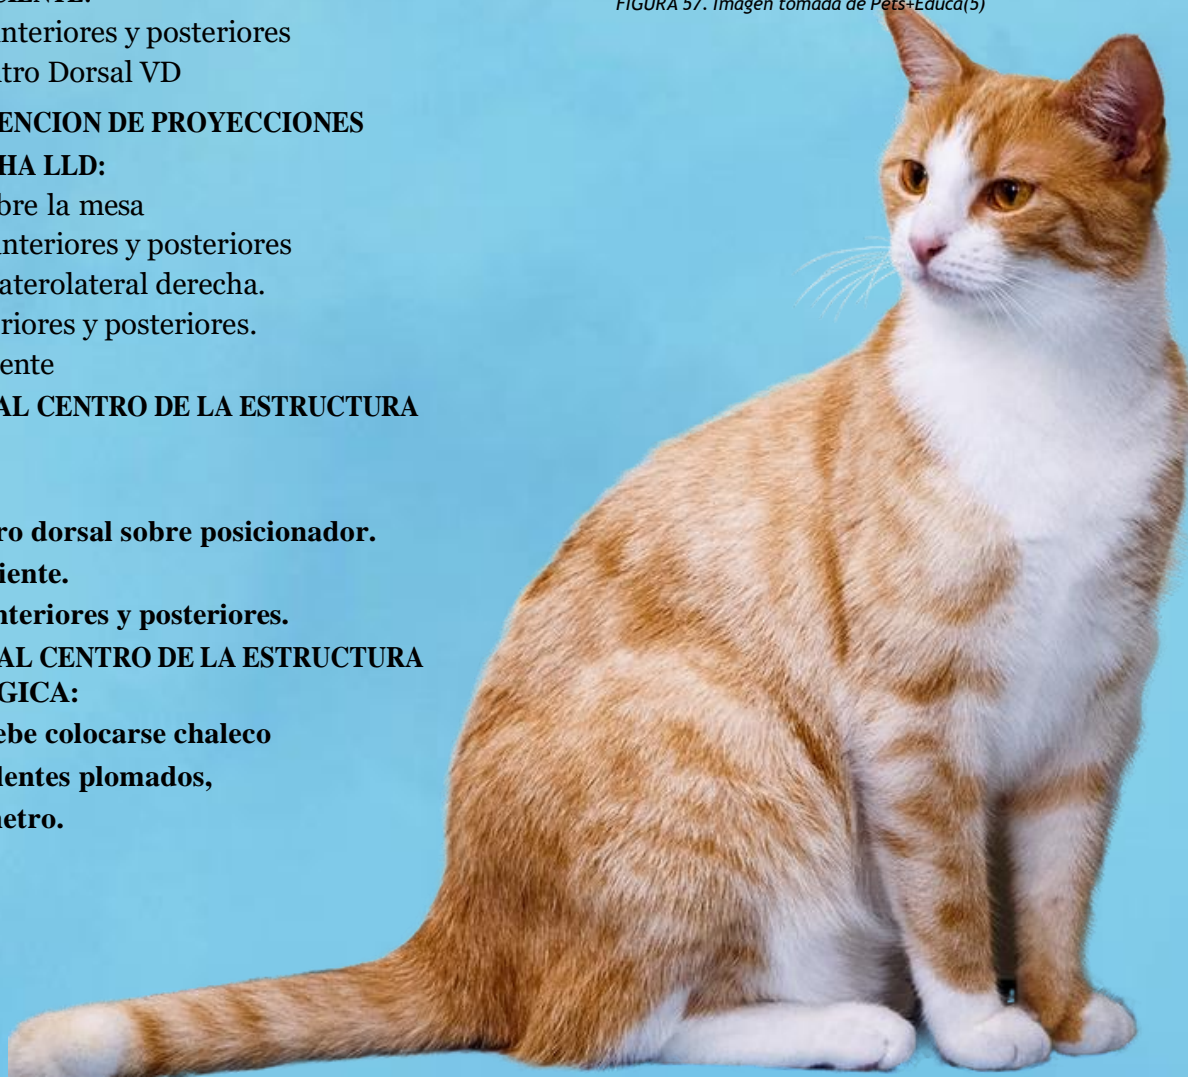 FIGURA 57. Imagen tomada de Pets+Educa(5)
nteriores y posteriores
tro Dorsal VD
ENCION DE PROYECCIONES
HA LLD:
bre la mesa
nteriores y posteriores
aterolateral derecha.
riores y posteriores.
ente
AL CENTRO DE LA ESTRUCTURA
ro dorsal sobre posicionador.
iente.
nteriores y posteriores.
AL CENTRO DE LA ESTRUCTURA
GICA:
ebe colocarse chaleco
lentes plomados,
etro.